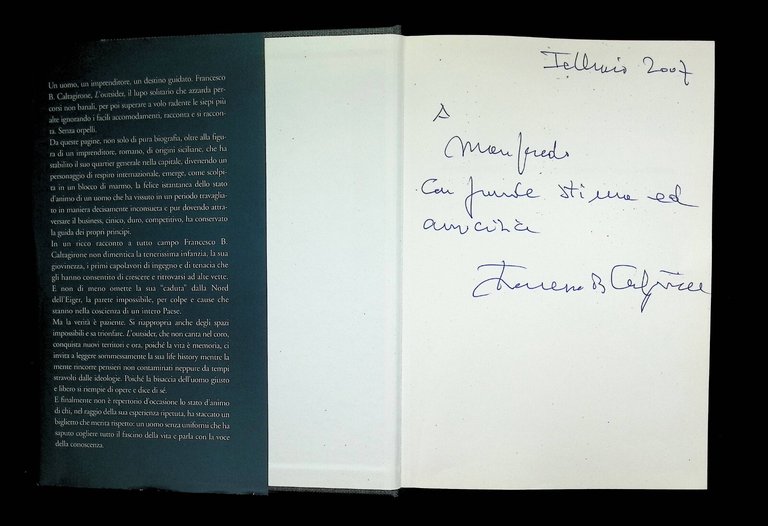 Un uomo, un imprenditore, un destino guidato. Francesco
B. Caltagirone, L'outsider, il lupo solitario che azzarda per-
corsi non banali, per poi superare a volo radente le siepi più
alte ignorando i facili accomodamenti, racconta e si raccon-
ta. Senza orpelli.
Da queste pagine, non solo di pura biografia, oltre alla figu-
ra di un imprenditore, romano, di origini siciliane, che ha
stabilito il suo quartier generale nella capitale, divenendo un
personaggio di respiro internazionale, emerge, come scolpi-
ta in un blocco di marmo, la felice istantanea dello stato
d'animo di un uomo che ha vissuto in un periodo travaglia-
to in maniera decisamente inconsueta e pur dovendo attra-
versare il business, cinico, duro, competitivo, ha conservato
la guida dei propri principi.
In un ricco racconto a tutto campo Francesco B.
Caltagirone non dimentica la tenerissima infanzia, la sua
giovinezza, i primi capolavori di ingegno e di tenacia che
gli hanno consentito di crescere e ritrovarsi ad alte vette.
E non di meno omette la sua "caduta" dalla Nord
dell'Eiger, la parete impossibile, per colpe e cause che
stanno nella coscienza di un intero Paese.
Ma la verità è paziente. Si riappropria anche degli spazi
impossibili e sa trionfare. L'outsider, che non canta nel coro,
conquista nuovi territori e ora, poiché la vita è memoria, ci
invita a leggere sommessamente la sua life history mentre la
mente rincorre pensieri non contaminati neppure da tempi
stravolo dalle ideologie. Poiché la bisaccia dell'uomo giusto
e libero si riempie di opere e dice di sé.
E finalmente non è repertorio d'occasione lo stato d'animo
di chi, nel raggio della sua esperienza ripetuta, ha staccato un
biglietto che merita rispetto: un uomo senza uniformi che ha
saputo cogliere tutto il fascino della vita e parla con la voce
della conoscenza.
Febbraio 2007
A
Manfredo
con grande stima ed
amicizia
Francesco B Caltagirone